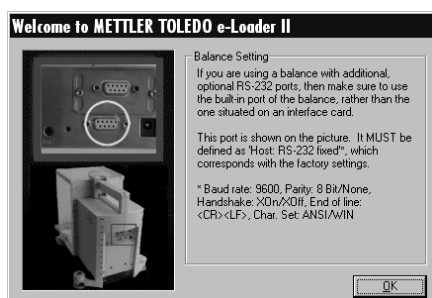 Welcome to METTLER TOLEDO e-Loader II
Balance Setting
If you are using a balance with additional,
optional RS-232 ports, then make sure to use
the built-in port of the balance, rather than the
one situated on an interface card.
This port is shown on the picture. It MUST be
defined as 'Host: RS-232 fixed'*, which
corresponds with the factory settings.
* Baud rate: 9600, Parity: 8 Bit/None,
Handshake: XOn/XOff, End of line:
<CR><LF>, Char. Set: ANSI/WIN
OK